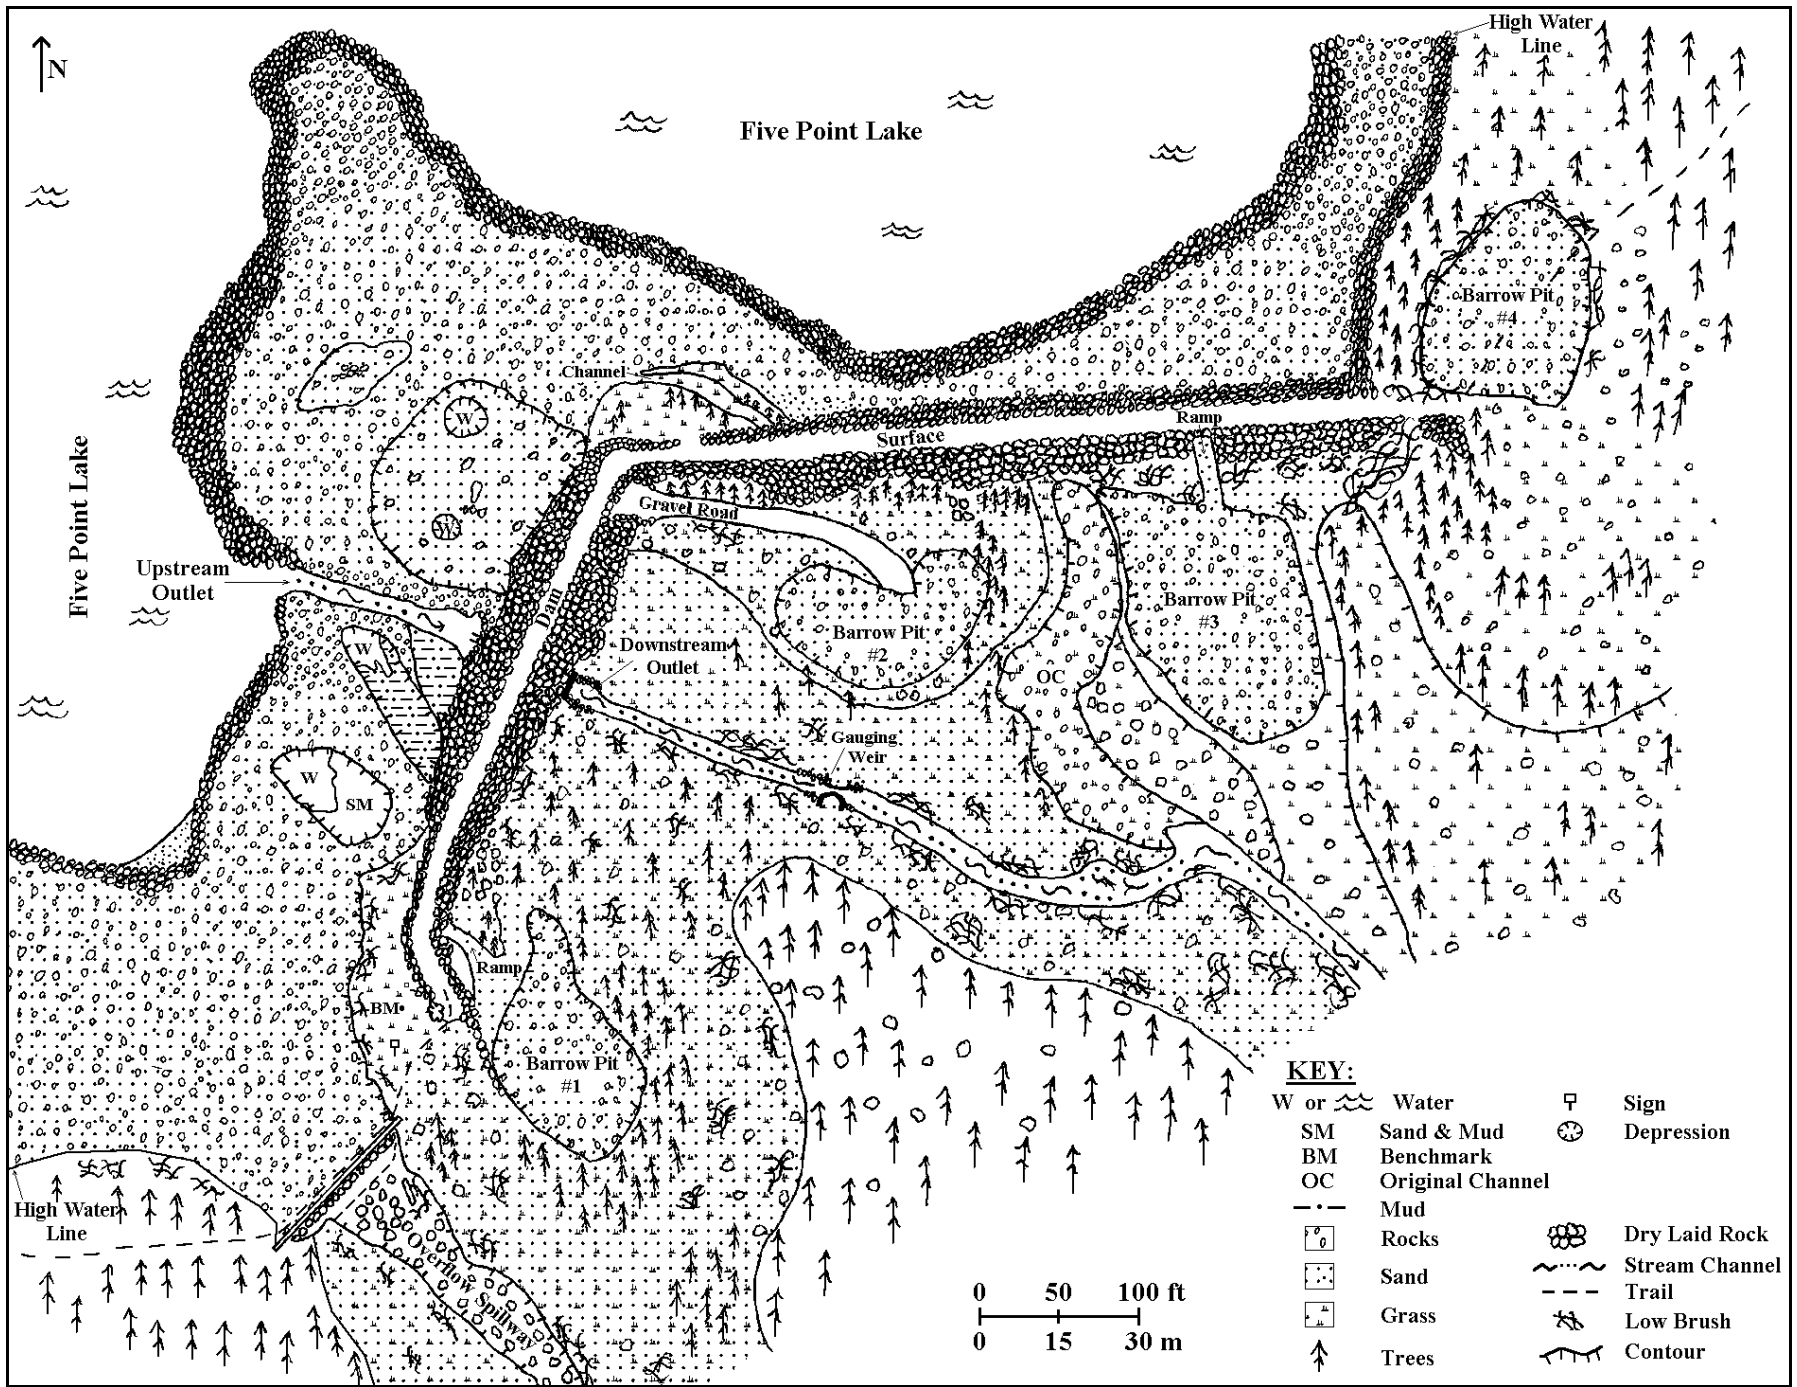 High Water
Line
N
Five Point Lake
Barrow Pit
#4
Channel
Ramp
W
Surface
Five Point Lake
Gravel Road
W
Upstream
Outlet
Dam
Barrow Pit
#3
Barrow Pit
#2
Downstream
Outlet
W
OC
Gauging
Weir
W
SM
Ramp
BM
Barrow Pit
#1
High Water
Line
Overflow Spillway
KEY:
W or Water
SM Sand & Mud
BM Benchmark
OC Original Channel
Mud
Rocks
Sand
Grass
Trees
Sign
Depression
Dry Laid Rock
Stream Channel
Trail
Low Brush
Contour
0 50 100 ft
0 15 30 m